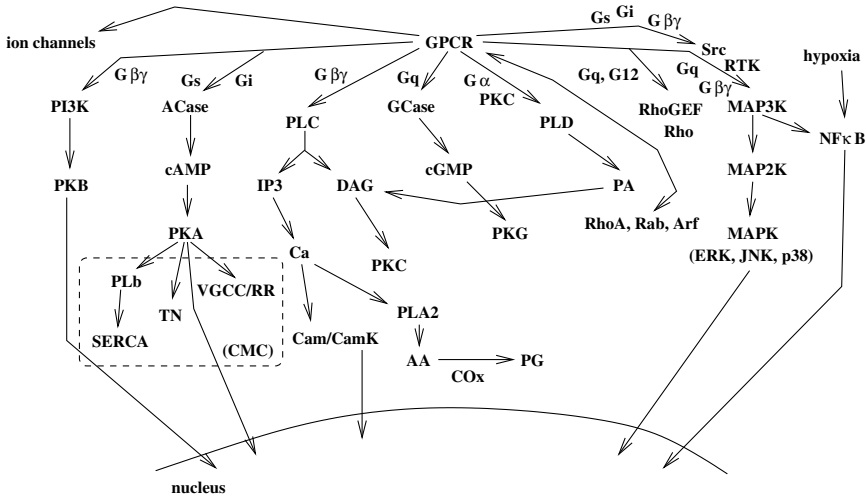 ion channels
GPCR
Gs Gi
G βγ
Src
RTK
hypoxia
G βγ
Gs
Gi
G βγ
Gq
G α
PKC
Gq, G12
Gq
G βγ
PI3K
ACase
PLC
GCase
PLD
RhoGEF
Rho
MAP3K
NFκB
PKB
cAMP
IP3
DAG
cGMP
PA
MAP2K
PKA
Ca
PKC
PKG
RhoA, Rab, Arf
MAPK
(ERK, JNK, p38)
PLb
TN
VGCC/RR
SERCA
(CMC)
Cam/CamK
PLA2
AA
COx
PG
nucleus